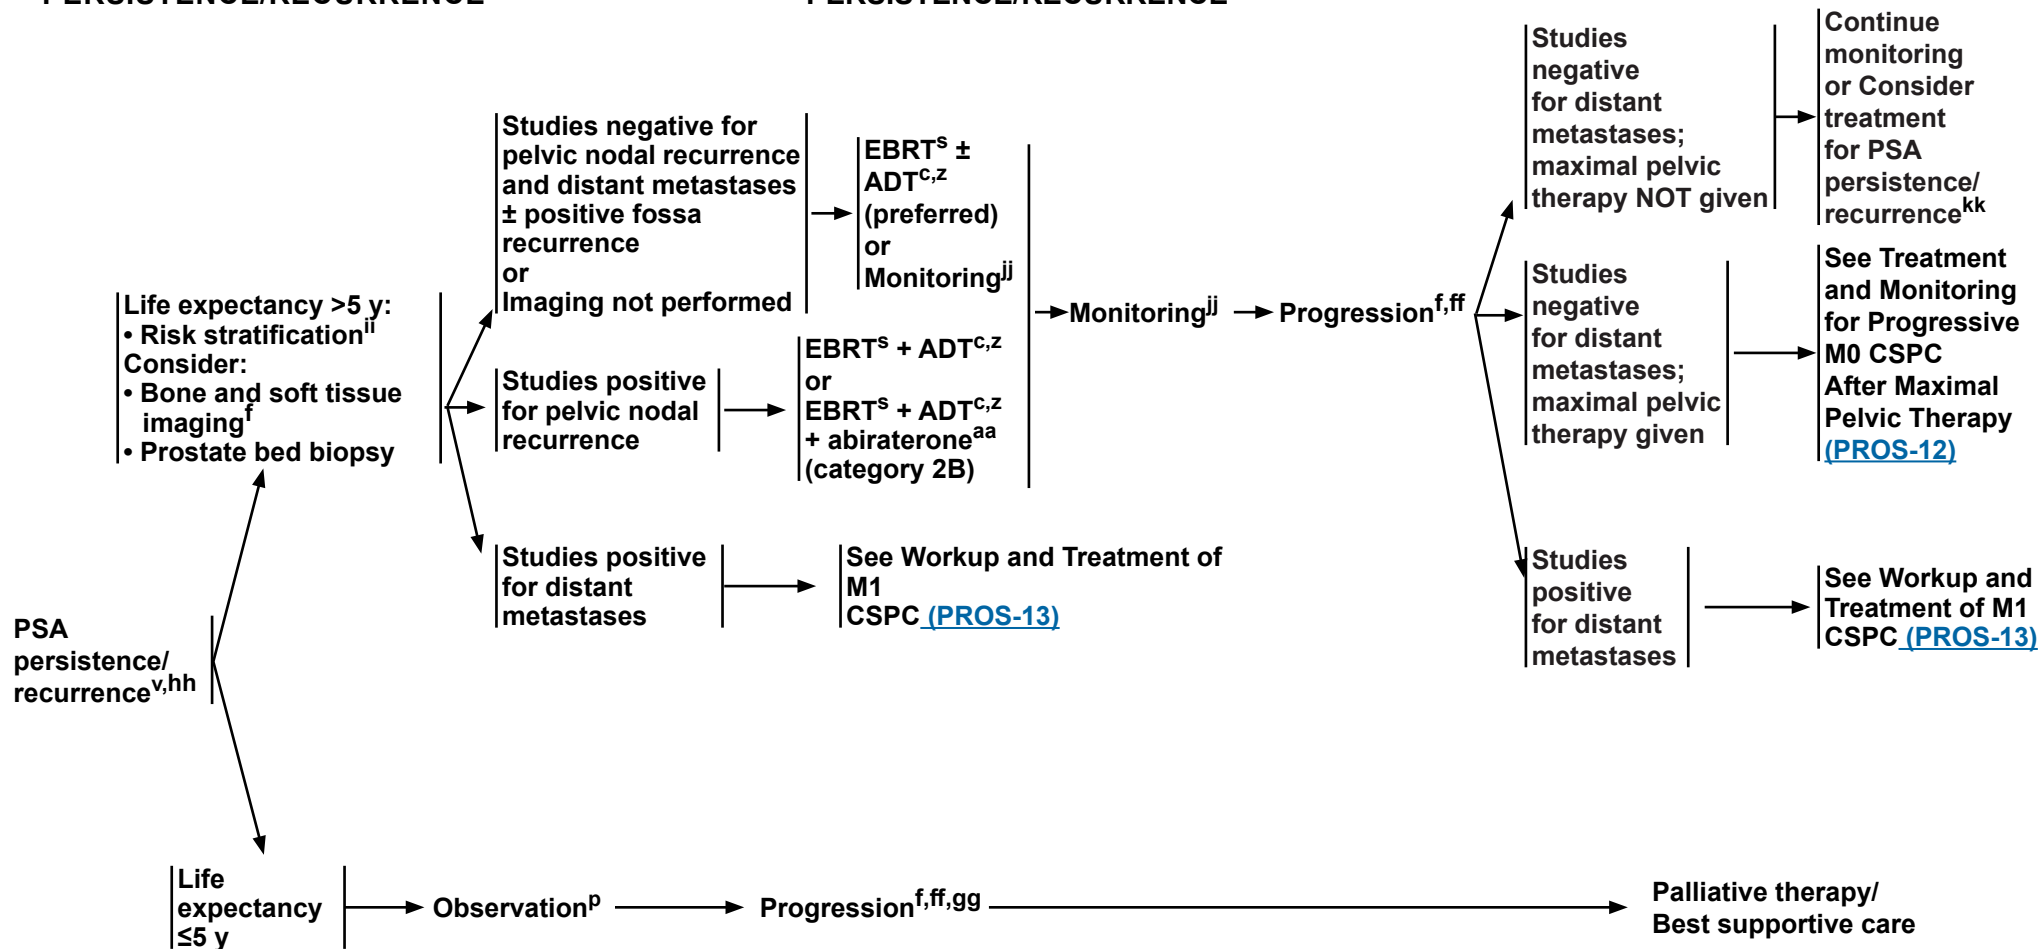 PERSISTENCE/RECURRENCE
PERSISTENCE/RECURRENCE
PSA
persistence/
recurrencev,hh
Life expectancy >5 y:
• Risk stratificationii
Consider:
• Bone and soft tissue
imagingf
• Prostate bed biopsy
Studies negative for
pelvic nodal recurrence
and distant metastases
± positive fossa
recurrence
or
Imaging not performed
EBRTs ±
ADTc,z
(preferred)
or
Monitoringjj
Studies positive
for pelvic nodal
recurrence
EBRTs + ADTc,z
or
EBRTs + ADTc,z
+ abirateroneaa
(category 2B)
Studies positive
for distant
metastases
See Workup and Treatment of
M1
CSPC (PROS-13)
Monitoringjj
Progressionf,ff
Studies
negative
for distant
metastases;
maximal pelvic
therapy NOT given
Continue
monitoring
or Consider
treatment
for PSA
persistence/
recurrencekk
Studies
negative
for distant
metastases;
maximal pelvic
therapy given
See Treatment
and Monitoring
for Progressive
M0 CSPC
After Maximal
Pelvic Therapy
(PROS-12)
Studies
positive
for distant
metastases
See Workup and
Treatment of M1
CSPC (PROS-13)
Life
expectancy
≤5 y
Observationp
Progressionf,ff,gg
Palliative therapy/
Best supportive care